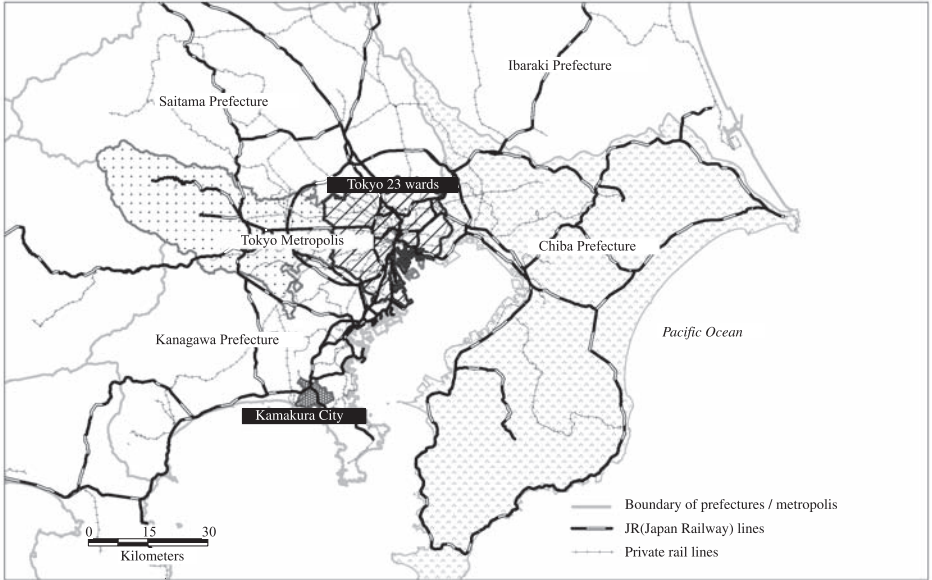 Ibaraki Prefecture
Saitama Prefecture
Tokyo 23 wards
Tokyo Metropolis
Chiba Prefecture
Pacific Ocean
Kanagawa Prefecture
Kamakura City
Boundary of prefectures / metropolis
JR(Japan Railway) lines
Private rail lines
0 15 30
Kilometers